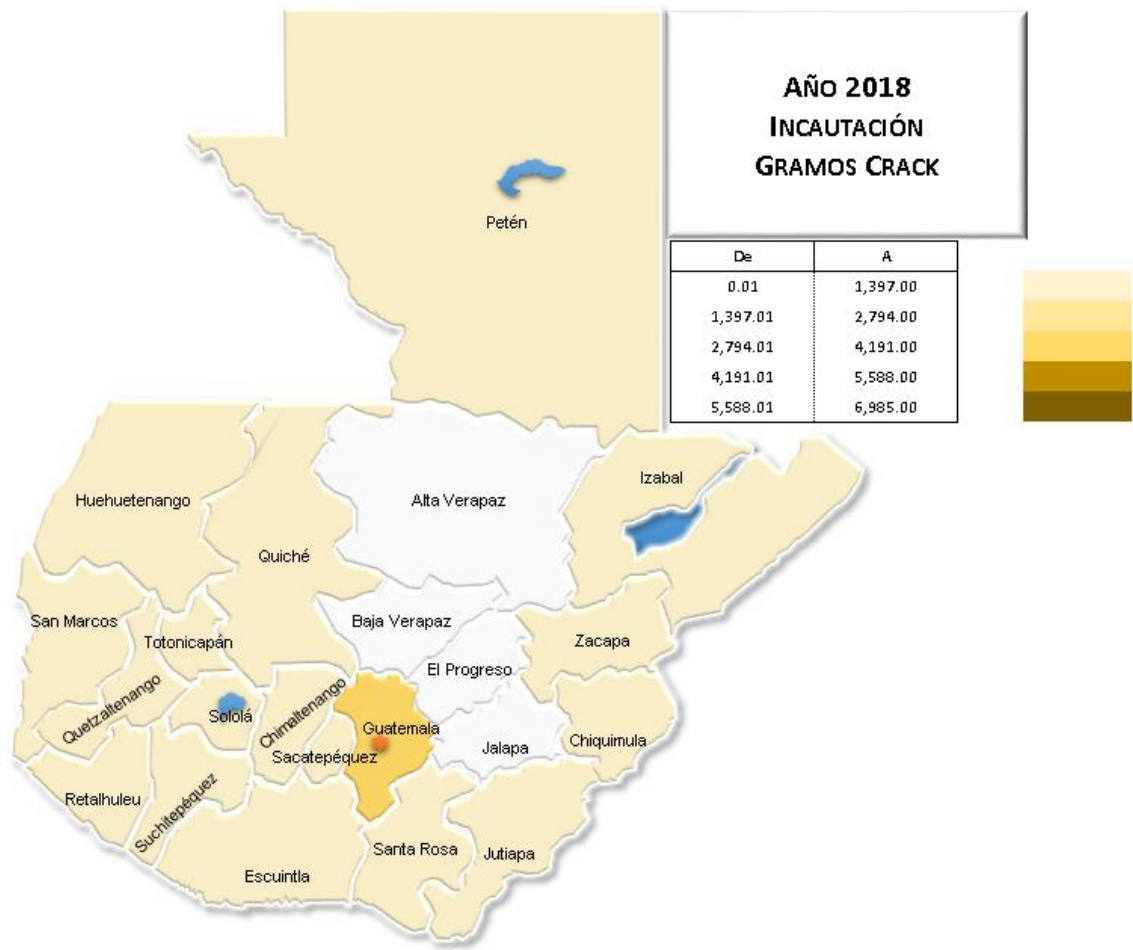 AÑO 2018
INCAUTACIÓN
GRAMOS CRACK
De A
0.01 1,397.00
1,397.01 2,794.00
2,794.01 4,191.00
4,191.01 5,588.00
5,588.01 6,985.00
Petén
Izabal
Huehuetenango
Alta Verapaz
Quiché
San Marcos
Baja Verapaz
Totonicapán
Zacapa
El Progreso
Quetzaltenango
Sololá
Chimaltenango
Guatemala
Chiquimula
Jalapa
Sacatepéquez
Retalhuleu
Suchitepéquez
Santa Rosa
Jutiapa
Escuintla